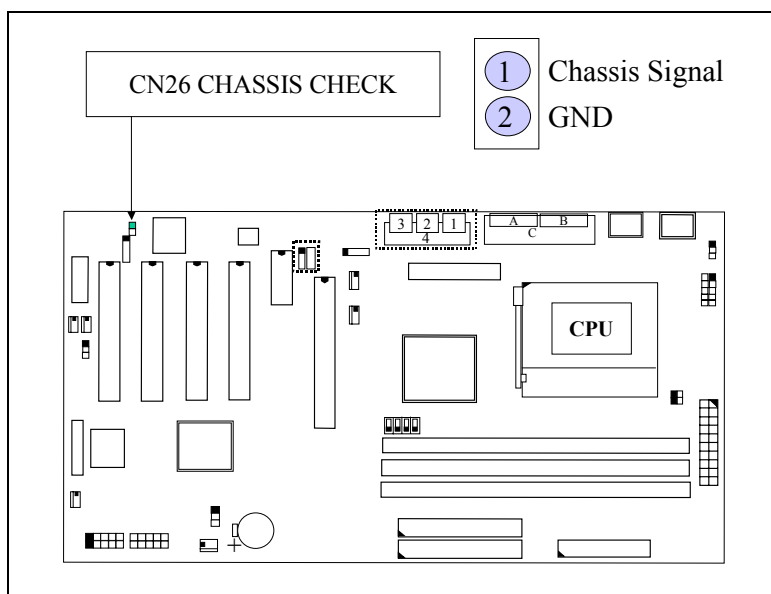 CN26 CHASSIS CHECK
1 Chassis Signal
2 GND
3 2 1
4
A B
C
CPU
+